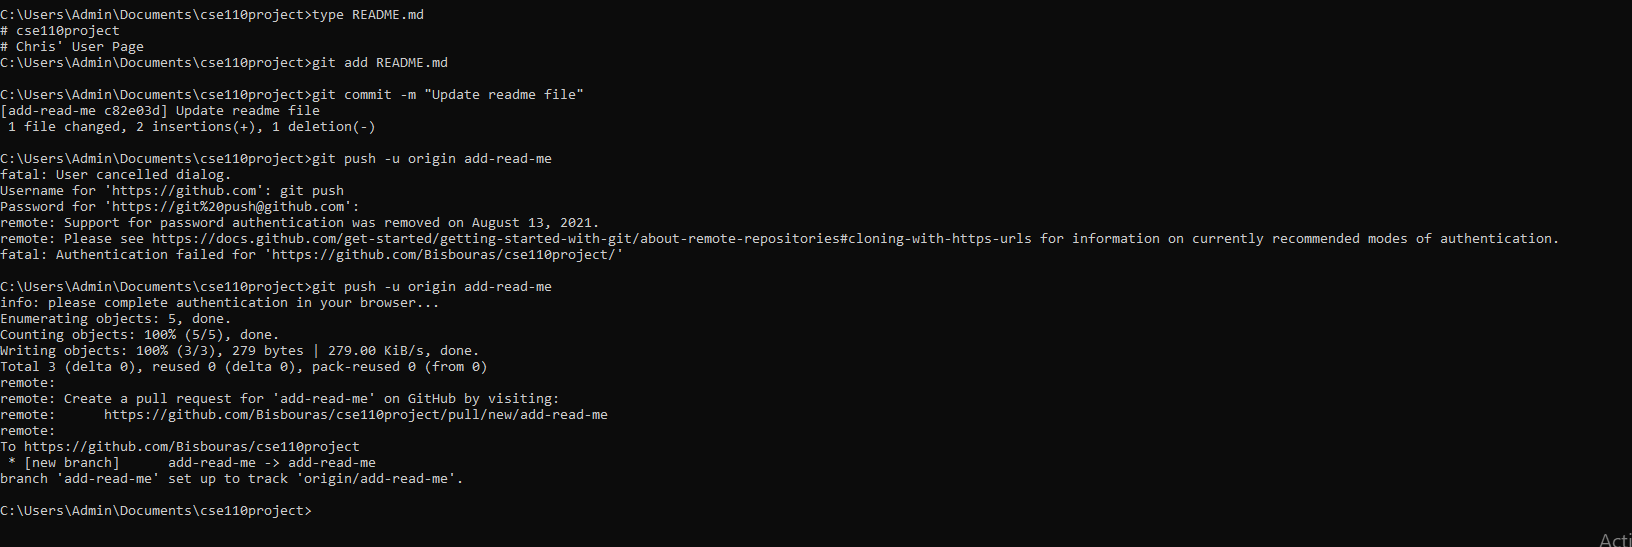 C:\Users\Admin\Documents\cse110project>type README.md
# cse110project
# Chris' User Page
C:\Users\Admin\Documents\cse110project>git add README.md
C:\Users\Admin\Documents\cse110project>git commit -m "Update readme file"
[add-read-me c82e03d] Update readme file
 1 file changed, 2 insertions(+), 1 deletion(-)
C:\Users\Admin\Documents\cse110project>git push -u origin add-read-me
fatal: User cancelled dialog.
Username for 'https://github.com': git push
Password for 'https://git%20push@github.com':
remote: Support for password authentication was removed on August 13, 2021.
remote: Please see https://docs.github.com/get-started/getting-started-with-git/about-remote-repositories#cloning-with-https-urls for information on currently recommended modes of authentication.
fatal: Authentication failed for 'https://github.com/Bisbouras/cse110project/'
C:\Users\Admin\Documents\cse110project>git push -u origin add-read-me
info: please complete authentication in your browser...
Enumerating objects: 5, done.
Counting objects: 100% (5/5), done.
Writing objects: 100% (3/3), 279 bytes | 279.00 KiB/s, done.
Total 3 (delta 0), reused 0 (delta 0), pack-reused 0 (from 0)
remote:
remote: Create a pull request for 'add-read-me' on GitHub by visiting:
remote:      https://github.com/Bisbouras/cse110project/pull/new/add-read-me
remote:
To https://github.com/Bisbouras/cse110project
 * [new branch]      add-read-me -> add-read-me
branch 'add-read-me' set up to track 'origin/add-read-me'.
C:\Users\Admin\Documents\cse110project>
Acti